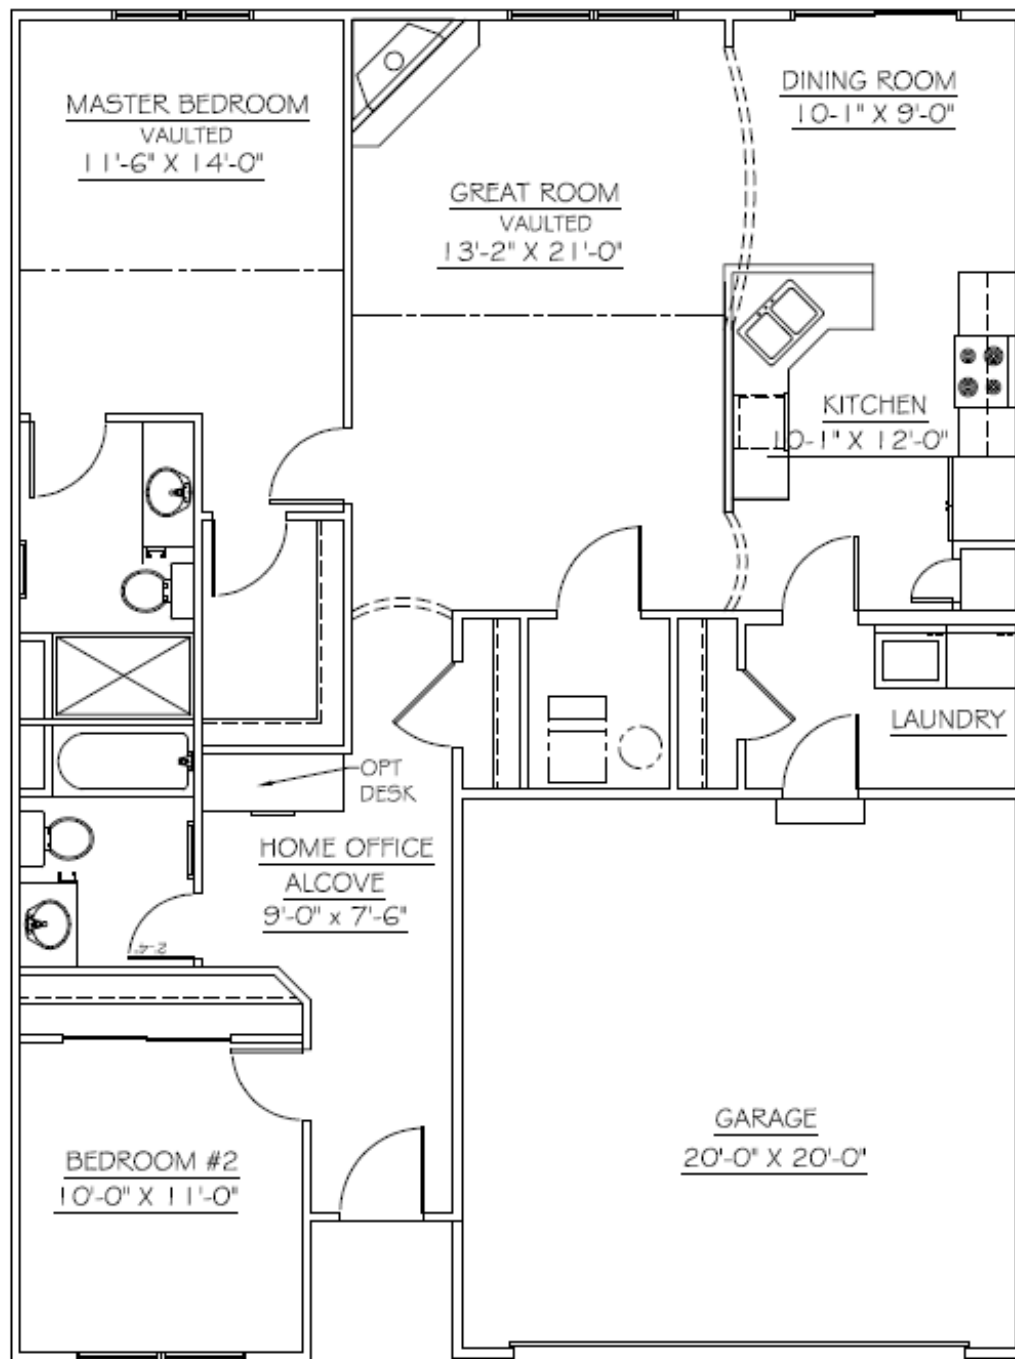 MASTER BEDROOM
VAULTED
11'-6" X 14'-0"
DINING ROOM
10-1" X 9'-0"
GREAT ROOM
VAULTED
13'-2" X 21'-0"
KITCHEN
10-1" X 12'-0"
LAUNDRY
OPT
DESK
HOME OFFICE
ALCOVE
9'-0" x 7'-6"
2'-4"
BEDROOM #2
10'-0" X 11'-0"
GARAGE
20'-0" X 20'-0"